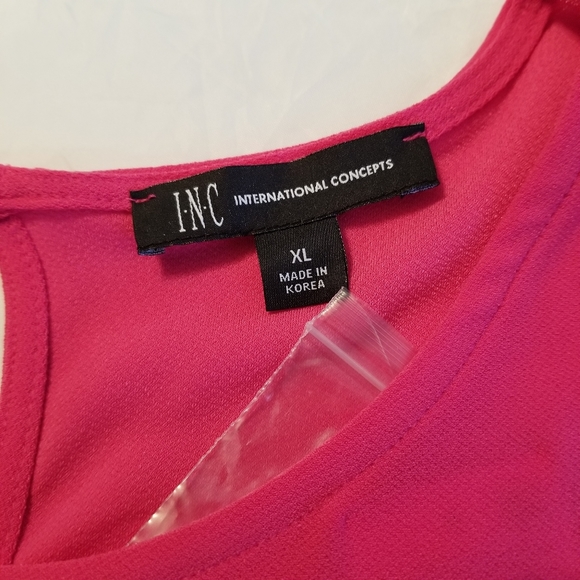 I·N·C INTERNATIONAL CONCEPTS
XL
MADE IN
KOREA